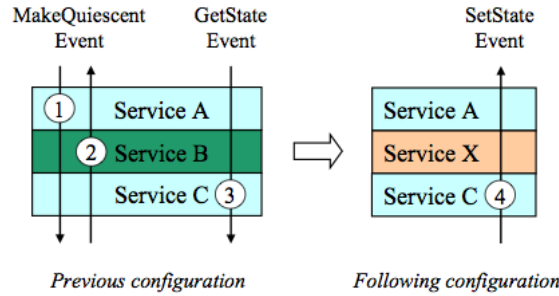 MakeQuiescent
Event
GetState
Event
SetState
Event
1
Service A
2
Service B
Service C
3
Service A
Service X
Service C
4
Previous configuration
Following configuration